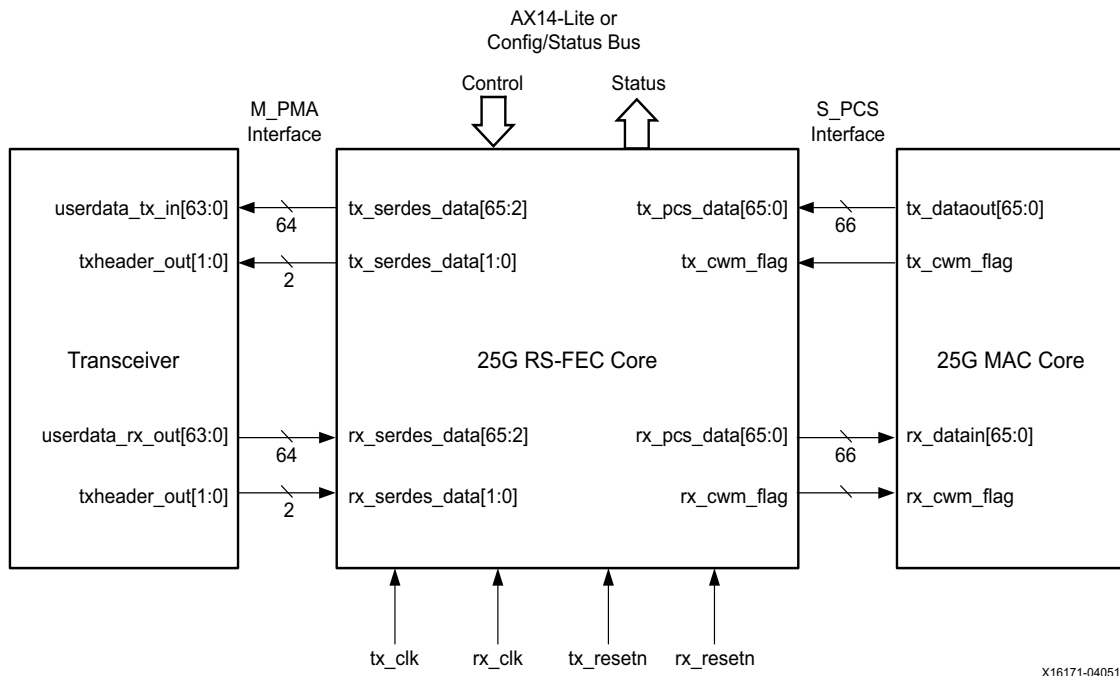 AX14-Lite or
Config/Status Bus
Control
Status
M_PMA
Interface
S_PCS
Interface
userdata_tx_in[63:0]
64
tx_serdes_data[65:2]
tx_pcs_data[65:0]
66
tx_dataout[65:0]
txheader_out[1:0]
2
tx_serdes_data[1:0]
tx_cwm_flag
tx_cwm_flag
Transceiver
25G RS-FEC Core
25G MAC Core
userdata_rx_out[63:0]
64
rx_serdes_data[65:2]
rx_pcs_data[65:0]
66
rx_datain[65:0]
txheader_out[1:0]
2
rx_serdes_data[1:0]
rx_cwm_flag
rx_cwm_flag
tx_clk
rx_clk
tx_resetn
rx_resetn
X16171-04051